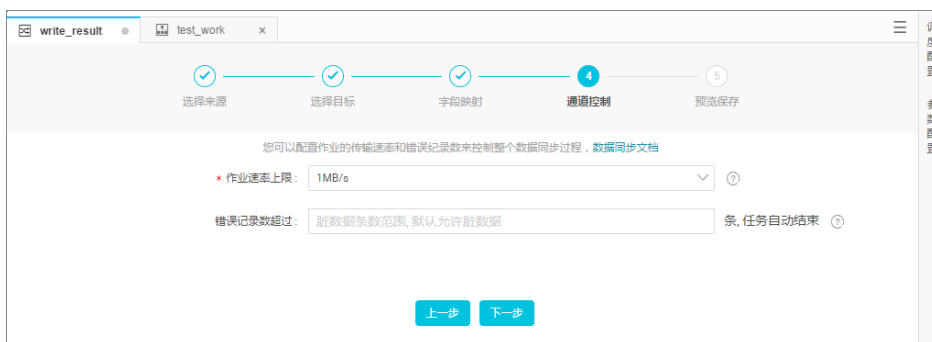 write_result
test_work
4
5
选择来源
选择目标
字段映射
通道控制
预览保存
您可以配置作业的传输速率和错误纪录数来控制整个数据同步过程，数据同步文档
* 作业速率上限： 1MB/s
错误记录数超过： 脏数据条数范围, 默认允许脏数据 条, 任务自动结束
上一步 下一步